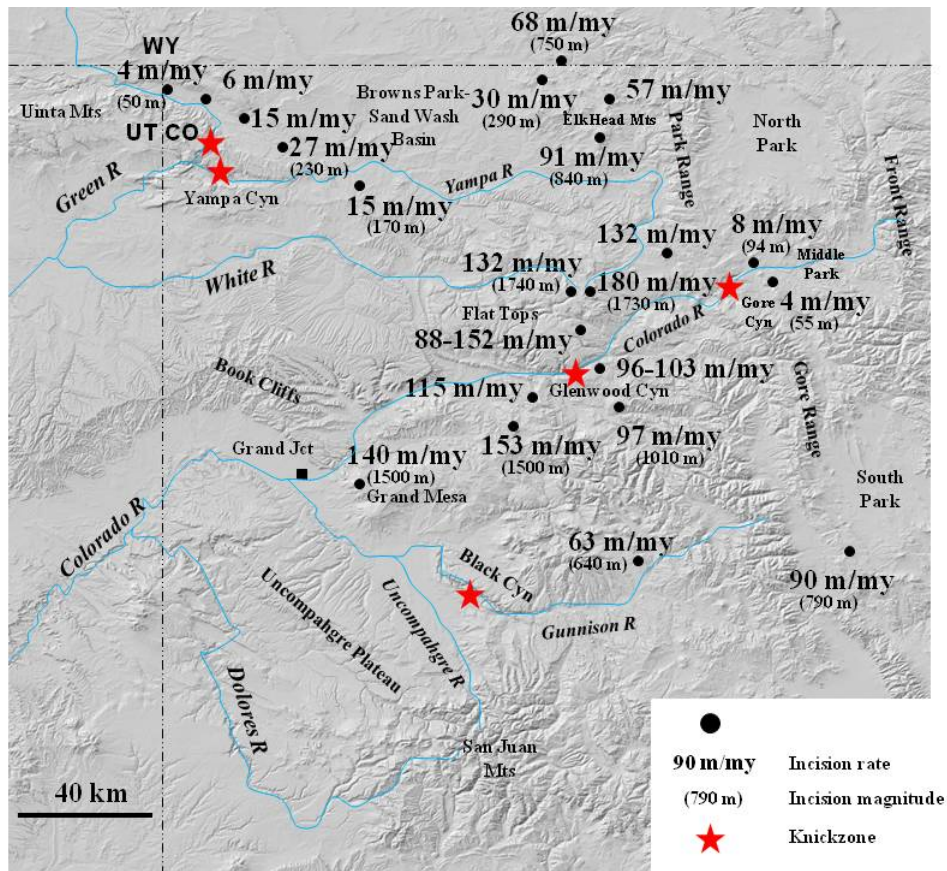 68 m/my
(750 m)
WY
4 m/my
(50 m)
6 m/my
Uinta Mts
15 m/my
Browns Park-
Sand Wash
Basin
30 m/my
(290 m)
57 m/my
ElkHead Mts
North
Park
Park Range
UT CO
27 m/my
(230 m)
91 m/my
(840 m)
Front Range
Green R
Yampa Cyn
Yampa R
15 m/my
(170 m)
132 m/my
8 m/my
(94 m)
Middle
Park
White R
132 m/my
(1740 m)
180 m/my
(1730 m)
Gore
Cyn
4 m/my
(55 m)
Flat Tops
Colorado R
88-152 m/my
Book Cliffs
96-103 m/my
115 m/my
Glenwood Cyn
Gore Range
Grand Jct
140 m/my
(1500 m)
Grand Mesa
153 m/my
(1500 m)
97 m/my
(1010 m)
South
Park
Colorado R
63 m/my
(640 m)
Black Cyn
90 m/my
(790 m)
Uncompahgre Plateau
Uncompahgre R
Gunnison R
Dolores R
San Juan
Mts
40 km
90 m/my Incision rate
(790 m) Incision magnitude
Knickzone